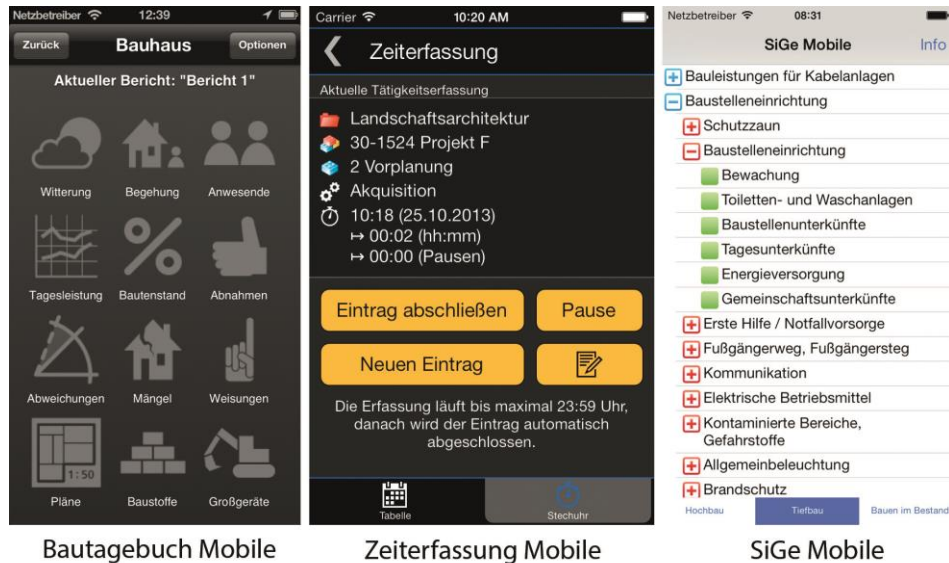 Netzbetreiber 12:39
Zurück Bauhaus Optionen
Aktueller Bericht: "Bericht 1"
Witterung Begehung Anwesende
Tagesleistung Bautenstand Abnahmen
Abweichungen Mängel Weisungen
1:50
Pläne Baustoffe Großgeräte
Bautagebuch Mobile
Carrier 10:20 AM
Zeiterfassung
Aktuelle Tätigkeitserfassung
Landschaftsarchitektur
30-1524 Projekt F
2 Vorplanung
Akquisition
10:18 (25.10.2013)
↦ 00:02 (hh:mm)
↦ 00:00 (Pausen)
Eintrag abschließen Pause
Neuen Eintrag
Die Erfassung läuft bis maximal 23:59 Uhr,
danach wird der Eintrag automatisch
abgeschlossen.
Tabelle Stechuhr
Zeiterfassung Mobile
Netzbetreiber 08:31
SiGe Mobile Info
Bauleistungen für Kabelanlagen
Baustelleneinrichtung
Schutzzaun
Baustelleneinrichtung
Bewachung
Toiletten- und Waschanlagen
Baustellenunterkünfte
Tagesunterkünfte
Energieversorgung
Gemeinschaftsunterkünfte
Erste Hilfe / Notfallvorsorge
Fußgängerweg, Fußgängersteg
Kommunikation
Elektrische Betriebsmittel
Kontaminierte Bereiche,
Gefahrstoffe
Allgemeinbeleuchtung
Brandschutz
Hochbau Tiefbau Bauen im Bestand
SiGe Mobile